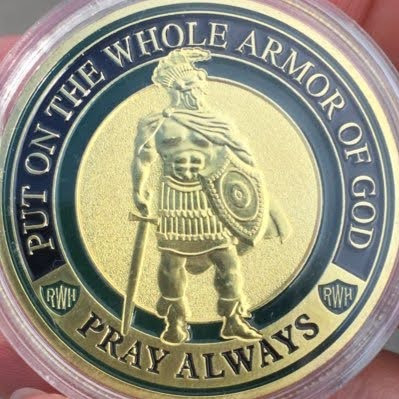 PUT ON THE WHOLE ARMOR OF GOD
RWH
RWH
PRAY ALWAYS